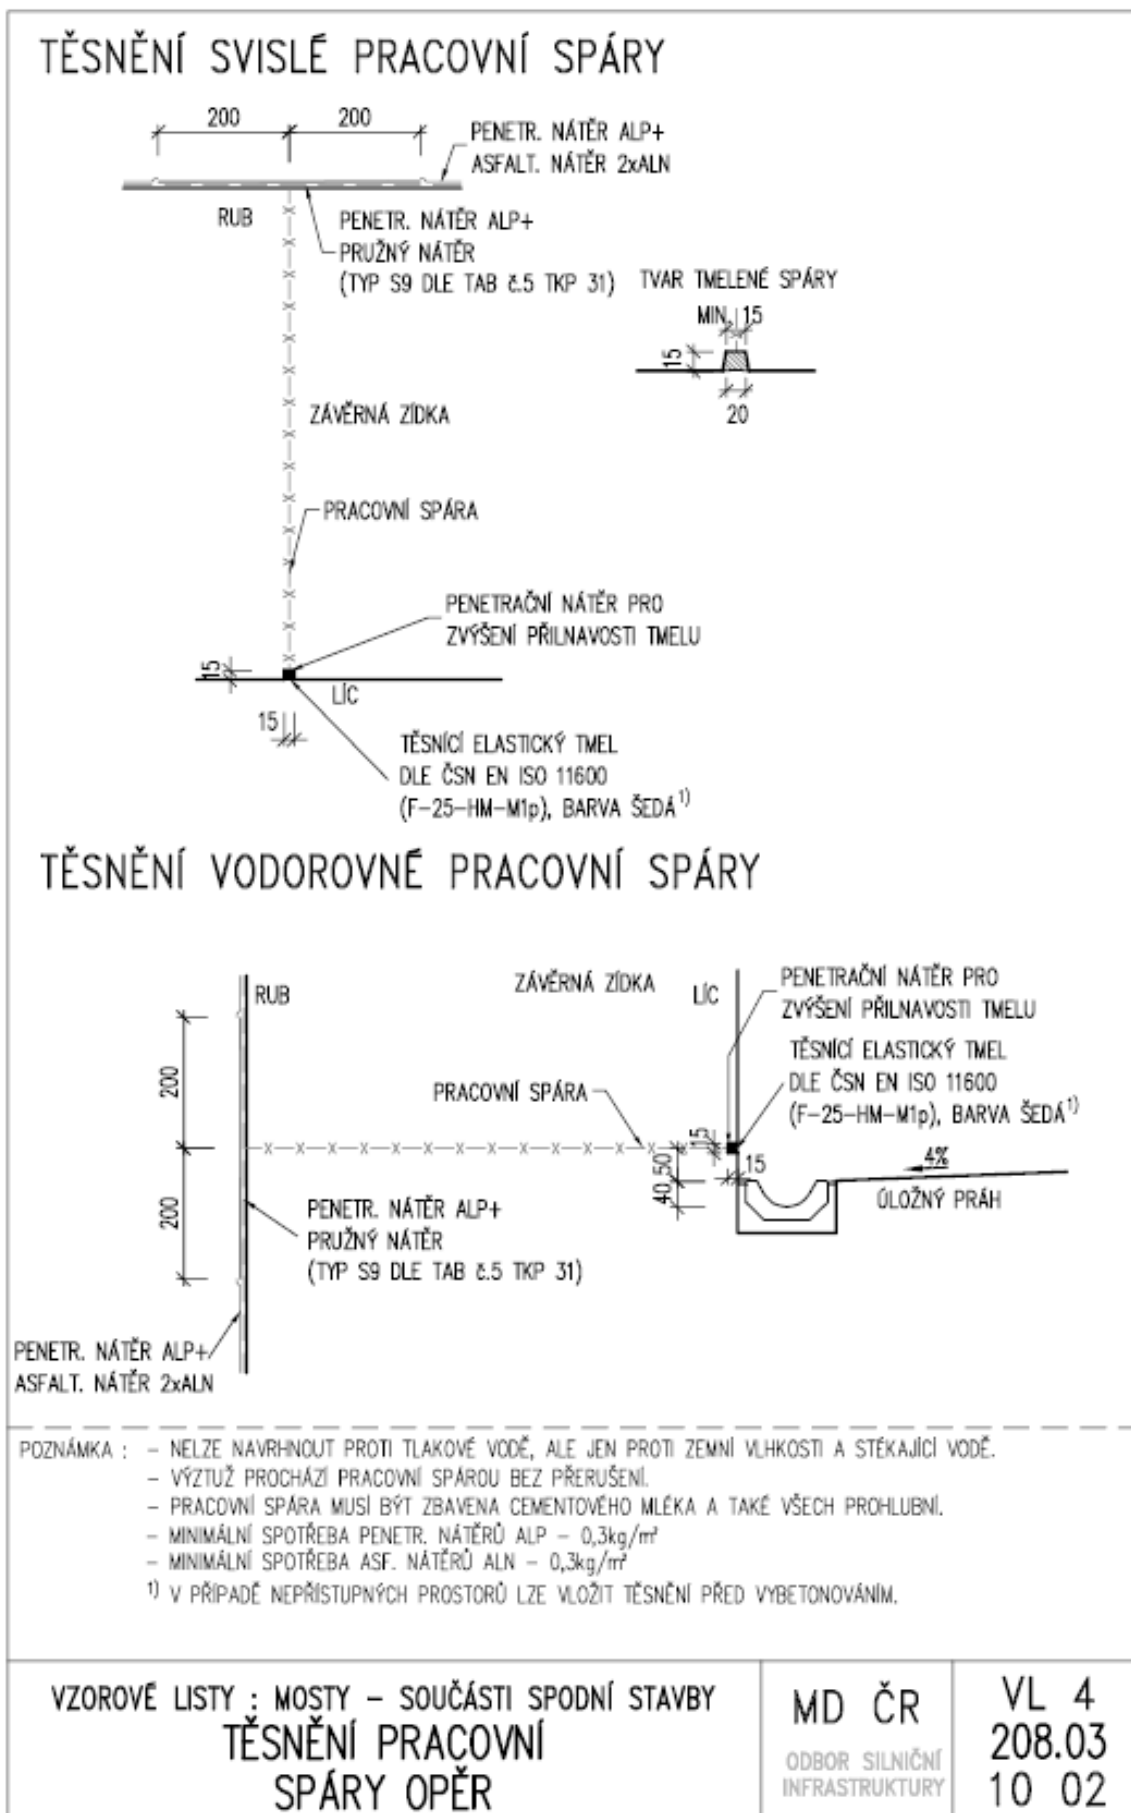 TĚSNĚNÍ SVISLÉ PRACOVNÍ SPÁRY
200
200
PENETR. NÁTĚR ALP+
ASFALT. NÁTĚR 2xALN
RUB
PENETR. NÁTĚR ALP+
PRUŽNÝ NÁTĚR
(TYP S9 DLE TAB č.5 TKP 31)
TVAR TMELENÉ SPÁRY
MIN. 15
15
20
ZÁVĚRNÁ ZÍDKA
PRACOVNÍ SPÁRA
PENETRAČNÍ NÁTĚR PRO
ZVÝŠENÍ PŘILNAVOSTI TMELU
15
LÍC
15
TĚSNÍCÍ ELASTICKÝ TMEL
DLE ČSN EN ISO 11600
(F-25-HM-M1p), BARVA ŠEDÁ1)
TĚSNĚNÍ VODOROVNÉ PRACOVNÍ SPÁRY
RUB
ZÁVĚRNÁ ZÍDKA
LÍC
PENETRAČNÍ NÁTĚR PRO
ZVÝŠENÍ PŘILNAVOSTI TMELU
TĚSNÍCÍ ELASTICKÝ TMEL
DLE ČSN EN ISO 11600
(F-25-HM-M1p), BARVA ŠEDÁ1)
200
PRACOVNÍ SPÁRA
15
15
40
50
4%
ÚLOŽNÝ PRÁH
200
PENETR. NÁTĚR ALP+
PRUŽNÝ NÁTĚR
(TYP S9 DLE TAB č.5 TKP 31)
PENETR. NÁTĚR ALP+
ASFALT. NÁTĚR 2xALN
POZNÁMKA : – NELZE NAVRHNOUT PROTI TLAKOVÉ VODĚ, ALE JEN PROTI ZEMNÍ VLHKOSTI A STÉKAJÍCÍ VODĚ.
– VÝZTUŽ PROCHÁZÍ PRACOVNÍ SPÁROU BEZ PŘERUŠENÍ.
– PRACOVNÍ SPÁRA MUSÍ BÝT ZBAVENA CEMENTOVÉHO MLÉKA A TAKÉ VŠECH PROHLUBNÍ.
– MINIMÁLNÍ SPOTŘEBA PENETR. NÁTĚRŮ ALP – 0,3kg/m²
– MINIMÁLNÍ SPOTŘEBA ASF. NÁTĚRŮ ALN – 0,3kg/m²
1) V PŘÍPADĚ NEPŘÍSTUPNÝCH PROSTORŮ LZE VLOŽIT TĚSNĚNÍ PŘED VYBETONOVÁNÍM.
VZOROVÉ LISTY : MOSTY – SOUČÁSTI SPODNÍ STAVBY
TĚSNĚNÍ PRACOVNÍ
SPÁRY OPĚR
MD ČR
ODBOR SILNIČNÍ
INFRASTRUKTURY
VL 4
208.03
10 02